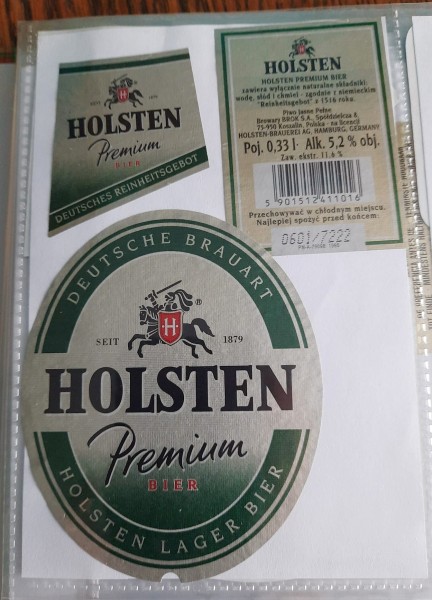 SEIT 1879
HOLSTEN
Premium
BIER
DEUTSCHES REINHEITSGEBOT
HOLSTEN
HOLSTEN PREMIUM BIER
zawiera wyłącznie naturalne składniki:
wodę, słód i chmiel - zgodnie z niemieckim
"Reinheitsgebot" z 1516 roku.
Piwo Jasne Pełne
Browary BROK S.A., Spółdzielcza 8,
75-950 Koszalin, Polska - na licencji
HOLSTEN-BRAUEREI AG, HAMBURG, GERMANY
Poj. 0,33 l Alk. 5,2 % obj.
Zaw. ekstr. 11,6 %
5 901512 411016
Przechowywać w chłodnym miejscu.
Najlepiej spożyć przed końcem:
0601/7222
DEUTSCHE BRAUART
H
®
SEIT 1879
HOLSTEN
Premium
BIER
HOLSTEN LAGER BIER